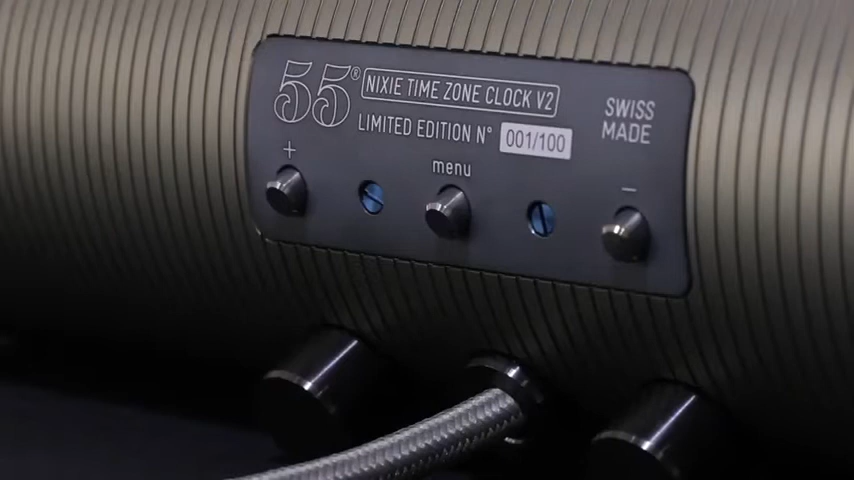 55® NIXIE TIME ZONE CLOCK V2
LIMITED EDITION N° 001/100
SWISS
MADE
+
menu
−